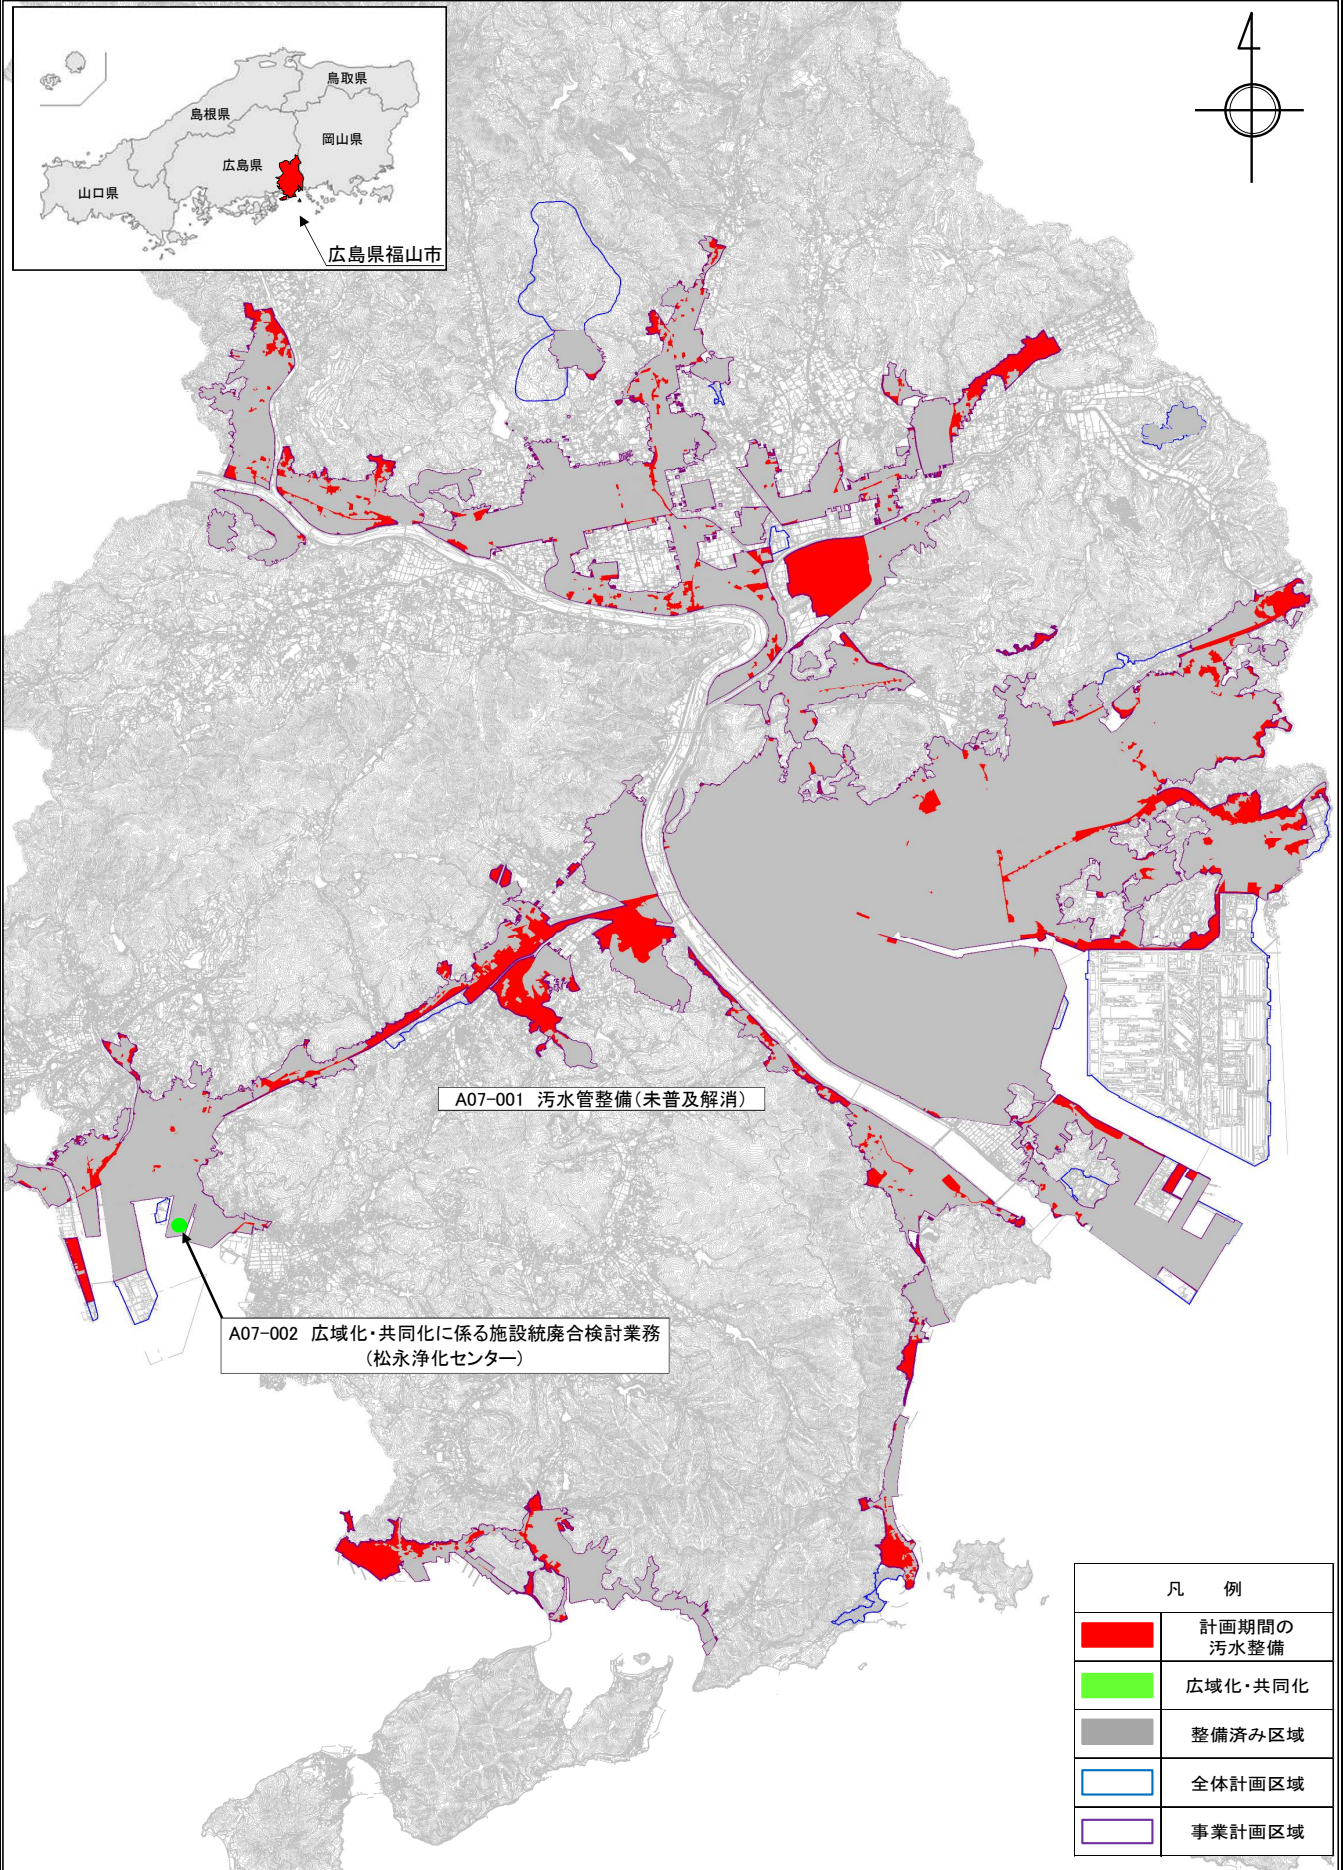 鳥取県
島根県
岡山県
広島県
山口県
広島県福山市
A07-001 汚水管整備(未普及解消)
A07-002 広域化・共同化に係る施設統廃合検討業務
(松永浄化センター)
凡 例
計画期間の
汚水整備
広域化・共同化
整備済み区域
全体計画区域
事業計画区域